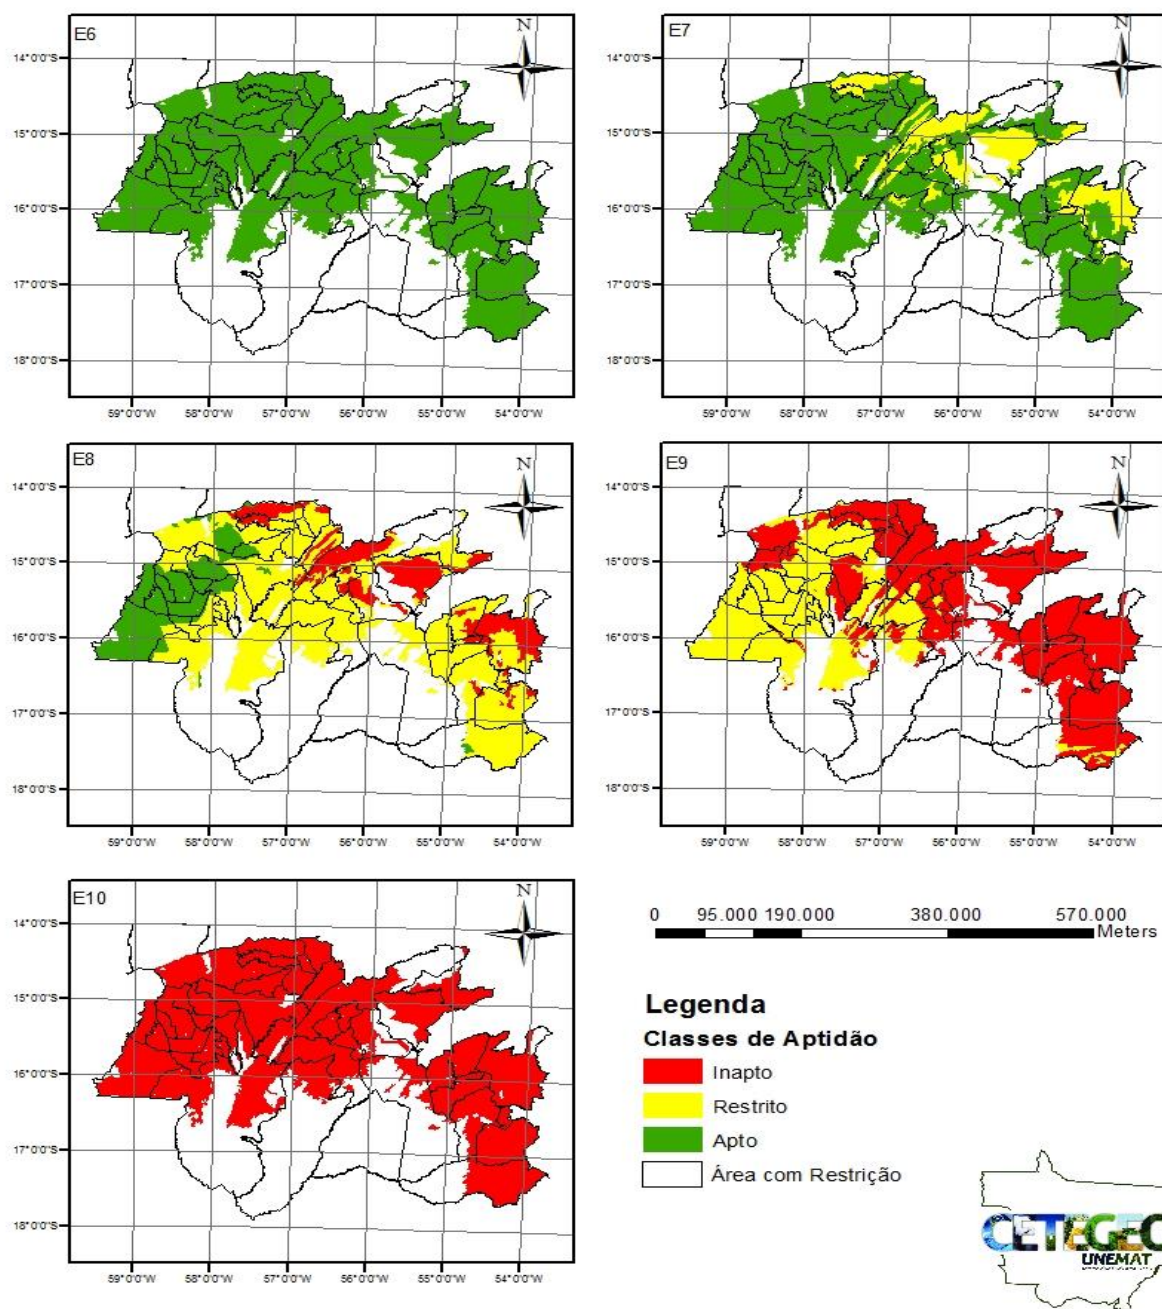 E6
N
14°0'0"S
15°0'0"S
16°0'0"S
17°0'0"S
18°0'0"S
59°0'0"W 58°0'0"W 57°0'0"W 56°0'0"W 55°0'0"W 54°0'0"W
E7
N
14°0'0"S
15°0'0"S
16°0'0"S
17°0'0"S
18°0'0"S
59°0'0"W 58°0'0"W 57°0'0"W 56°0'0"W 55°0'0"W 54°0'0"W
E8
N
14°0'0"S
15°0'0"S
16°0'0"S
17°0'0"S
18°0'0"S
59°0'0"W 58°0'0"W 57°0'0"W 56°0'0"W 55°0'0"W 54°0'0"W
E9
N
14°0'0"S
15°0'0"S
16°0'0"S
17°0'0"S
18°0'0"S
59°0'0"W 58°0'0"W 57°0'0"W 56°0'0"W 55°0'0"W 54°0'0"W
E10
N
14°0'0"S
15°0'0"S
16°0'0"S
17°0'0"S
18°0'0"S
59°0'0"W 58°0'0"W 57°0'0"W 56°0'0"W 55°0'0"W 54°0'0"W
0 95.000 190.000 380.000 570.000
Meters
Legenda
Classes de Aptidão
Inapto
Restrito
Apto
Área com Restrição
CETEGEO
UNEMAT